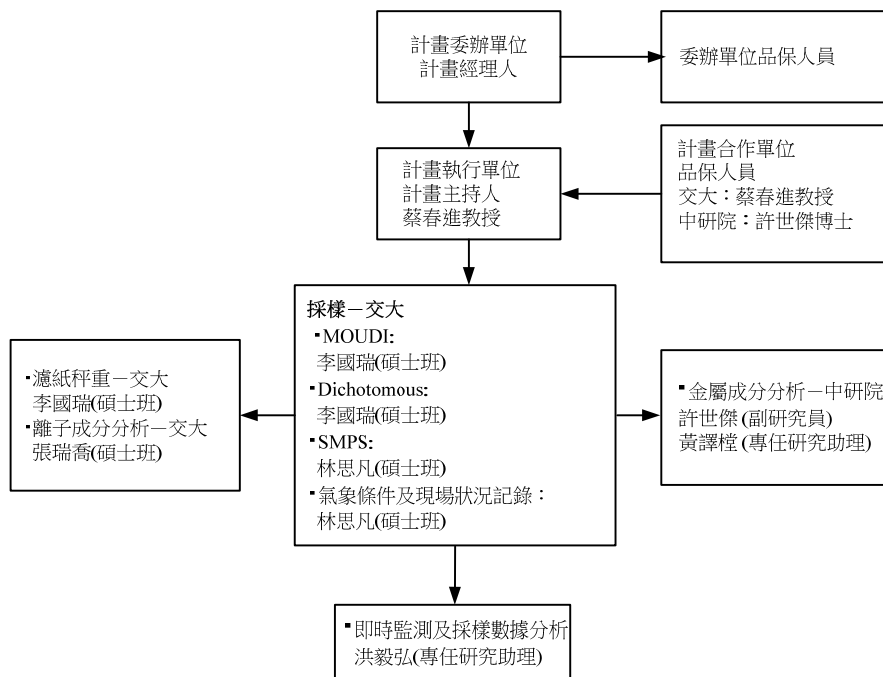 計畫委辦單位
計畫經理人
委辦單位品保人員
計畫執行單位
計畫主持人
蔡春進教授
計畫合作單位
品保人員
交大：蔡春進教授
中研院：許世傑博士
採樣－交大
▪MOUDI:
李國瑞(碩士班)
▪Dichotomous:
李國瑞(碩士班)
▪SMPS:
林思凡(碩士班)
▪氣象條件及現場狀況記錄：
林思凡(碩士班)
▪濾紙秤重－交大
李國瑞(碩士班)
▪離子成分分析－交大
張瑞喬(碩士班)
▪金屬成分分析－中研院
許世傑(副研究員)
黃譯樘(專任研究助理)
▪即時監測及採樣數據分析
洪毅弘(專任研究助理)